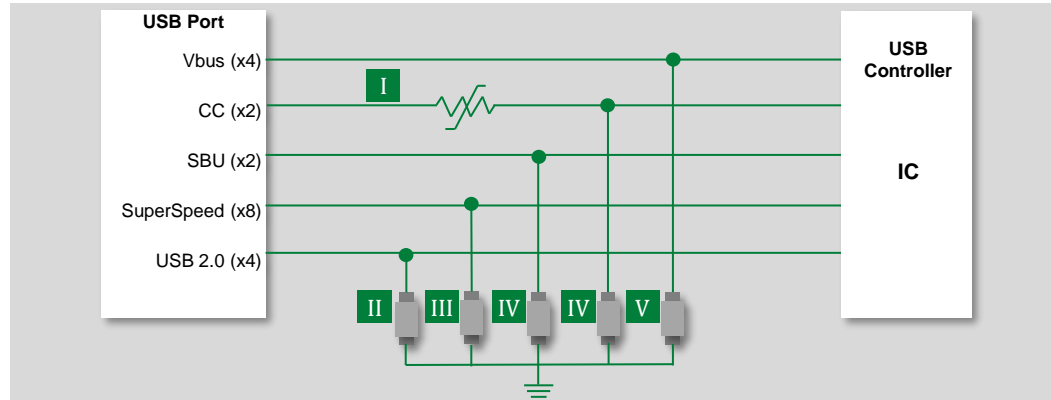 USB Port
Vbus (x4)
I
CC (x2)
SBU (x2)
SuperSpeed (x8)
USB 2.0 (x4)
II
III
IV
IV
V
USB
Controller
IC